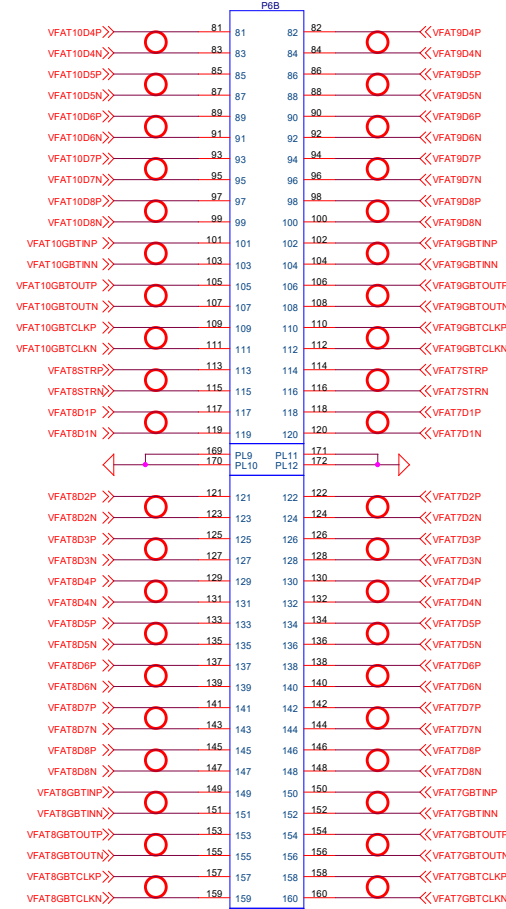 P6B
VFAT10D4P 81 81 82 82 VFAT9D4P
VFAT10D4N 83 83 84 84 VFAT9D4N
VFAT10D5P 85 85 86 86 VFAT9D5P
VFAT10D5N 87 87 88 88 VFAT9D5N
VFAT10D6P 89 89 90 90 VFAT9D6P
VFAT10D6N 91 91 92 92 VFAT9D6N
VFAT10D7P 93 93 94 94 VFAT9D7P
VFAT10D7N 95 95 96 96 VFAT9D7N
VFAT10D8P 97 97 98 98 VFAT9D8P
VFAT10D8N 99 99 100 100 VFAT9D8N
VFAT10GBTINP 101 101 102 102 VFAT9GBTINP
VFAT10GBTINN 103 103 104 104 VFAT9GBTINN
VFAT10GBTOUTP 105 105 106 106 VFAT9GBTOUTP
VFAT10GBTOUTN 107 107 108 108 VFAT9GBTOUTN
VFAT10GBTCLKP 109 109 110 110 VFAT9GBTCLKP
VFAT10GBTCLKN 111 111 112 112 VFAT9GBTCLKN
VFAT8STRP 113 113 114 114 VFAT7STRP
VFAT8STRN 115 115 116 116 VFAT7STRN
VFAT8D1P 117 117 118 118 VFAT7D1P
VFAT8D1N 119 119 120 120 VFAT7D1N
169 PL9 PL11 171
170 PL10 PL12 172
VFAT8D2P 121 121 122 122 VFAT7D2P
VFAT8D2N 123 123 124 124 VFAT7D2N
VFAT8D3P 125 125 126 126 VFAT7D3P
VFAT8D3N 127 127 128 128 VFAT7D3N
VFAT8D4P 129 129 130 130 VFAT7D4P
VFAT8D4N 131 131 132 132 VFAT7D4N
VFAT8D5P 133 133 134 134 VFAT7D5P
VFAT8D5N 135 135 136 136 VFAT7D5N
VFAT8D6P 137 137 138 138 VFAT7D6P
VFAT8D6N 139 139 140 140 VFAT7D6N
VFAT8D7P 141 141 142 142 VFAT7D7P
VFAT8D7N 143 143 144 144 VFAT7D7N
VFAT8D8P 145 145 146 146 VFAT7D8P
VFAT8D8N 147 147 148 148 VFAT7D8N
VFAT8GBTINP 149 149 150 150 VFAT7GBTINP
VFAT8GBTINN 151 151 152 152 VFAT7GBTINN
VFAT8GBTOUTP 153 153 154 154 VFAT7GBTOUTP
VFAT8GBTOUTN 155 155 156 156 VFAT7GBTOUTN
VFAT8GBTCLKP 157 157 158 158 VFAT7GBTCLKP
VFAT8GBTCLKN 159 159 160 160 VFAT7GBTCLKN